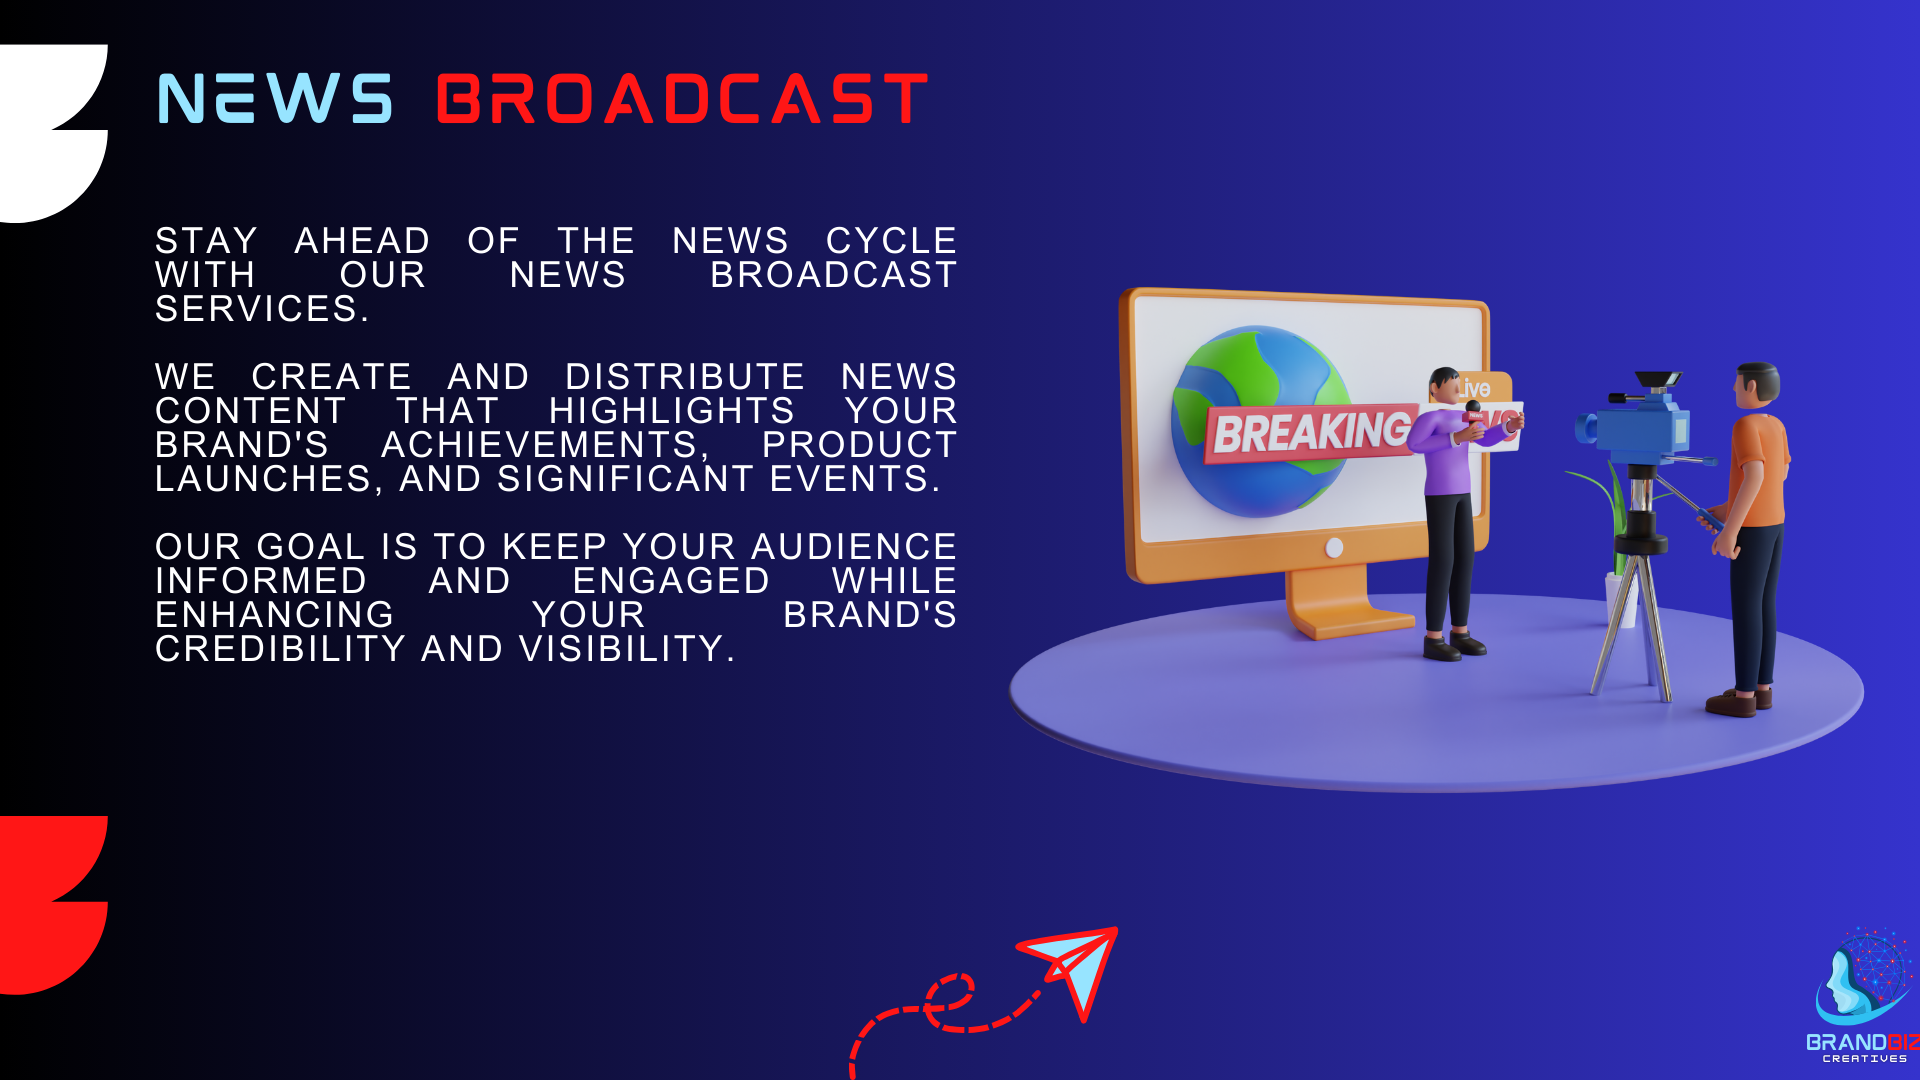 NEWS BROADCAST
STAY AHEAD OF THE NEWS CYCLE
WITH OUR NEWS BROADCAST
SERVICES.
WE CREATE AND DISTRIBUTE NEWS
CONTENT THAT HIGHLIGHTS YOUR
BRAND'S ACHIEVEMENTS, PRODUCT
LAUNCHES, AND SIGNIFICANT EVENTS.
OUR GOAL IS TO KEEP YOUR AUDIENCE
INFORMED AND ENGAGED WHILE
ENHANCING YOUR BRAND'S
CREDIBILITY AND VISIBILITY.
Live
BREAKING
NEWS
BRANDBIZ
CREATIVES